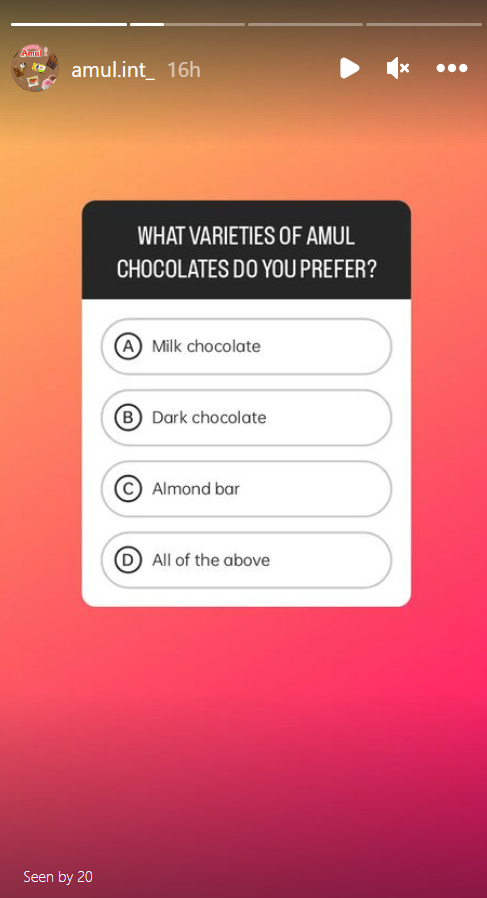 Amul
amul.int_ 16h
WHAT VARIETIES OF AMUL
CHOCOLATES DO YOU PREFER?
A Milk chocolate
B Dark chocolate
C Almond bar
D All of the above
Seen by 20